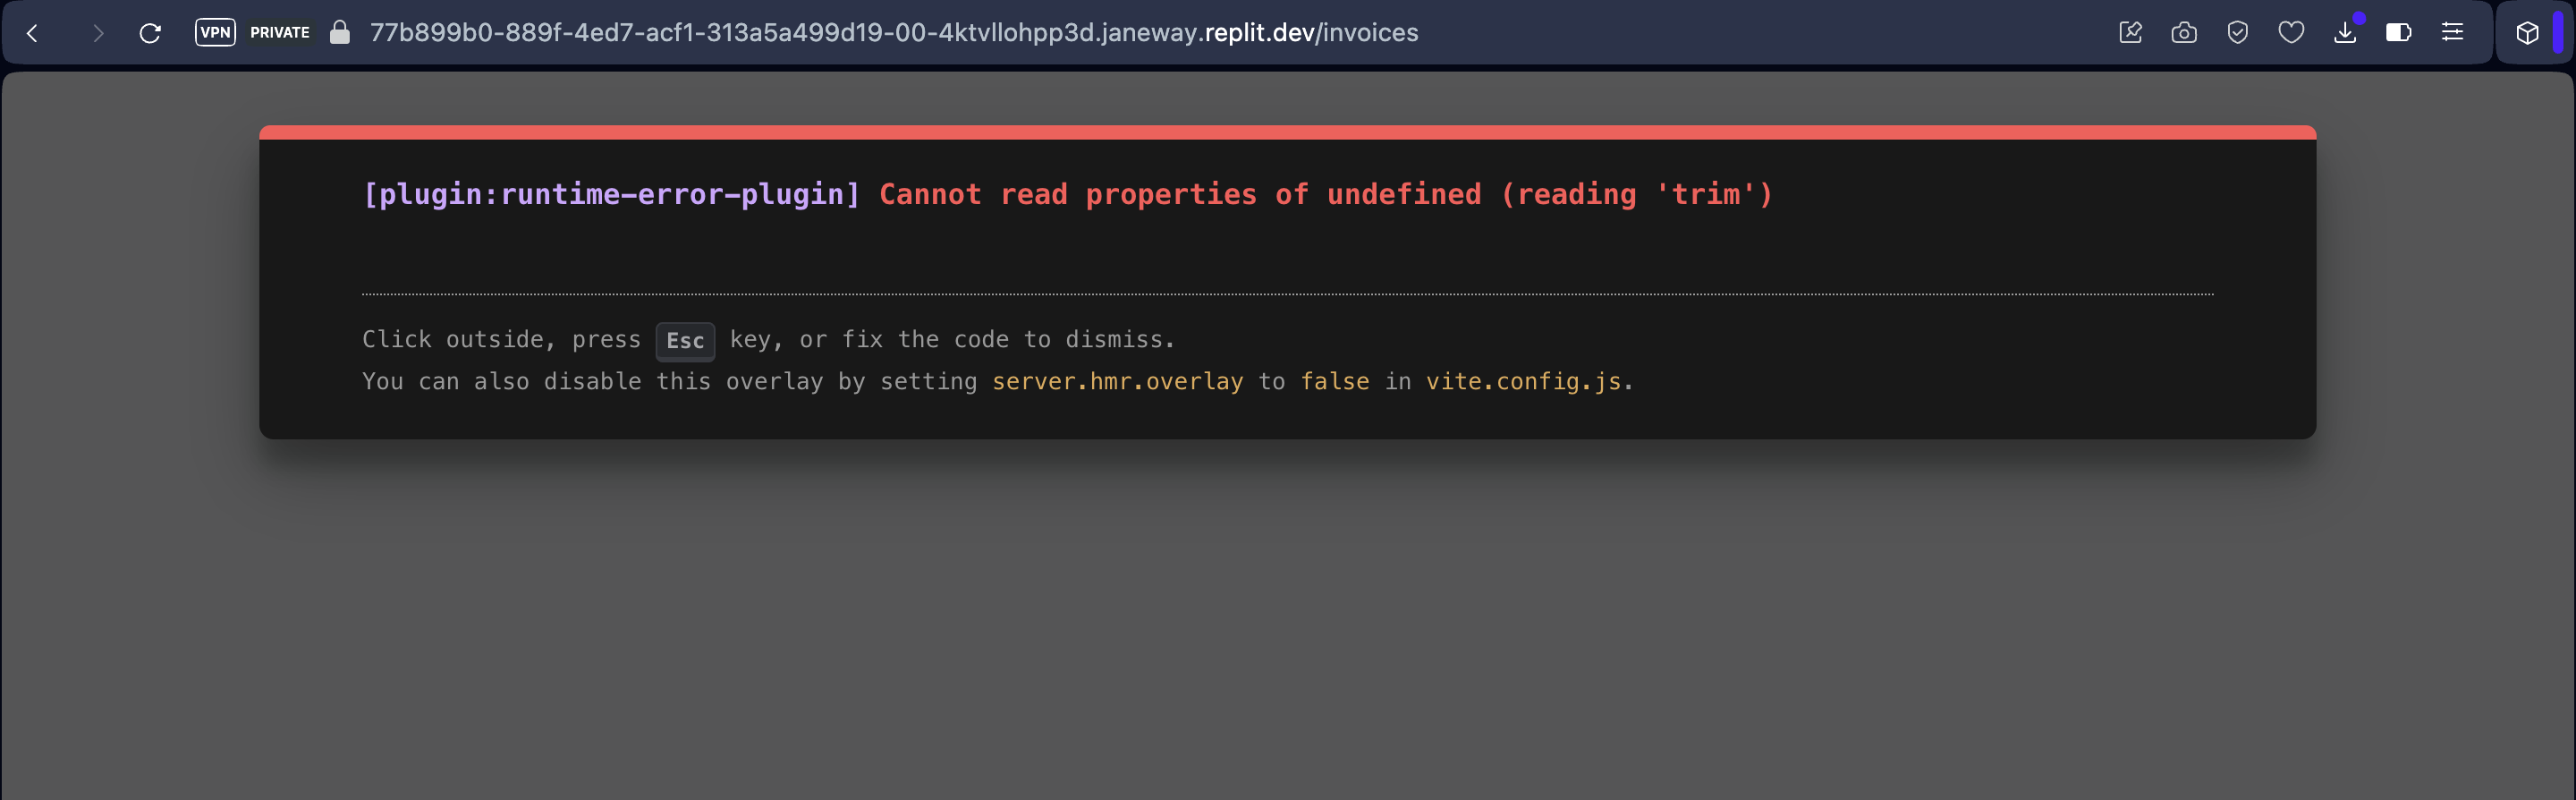 VPN PRIVATE 77b899b0-889f-4ed7-acf1-313a5a499d19-00-4ktvllohpp3d.janeway.replit.dev/invoices
[plugin:runtime-error-plugin] Cannot read properties of undefined (reading 'trim')
Click outside, press Esc key, or fix the code to dismiss.
You can also disable this overlay by setting server.hmr.overlay to false in vite.config.js.